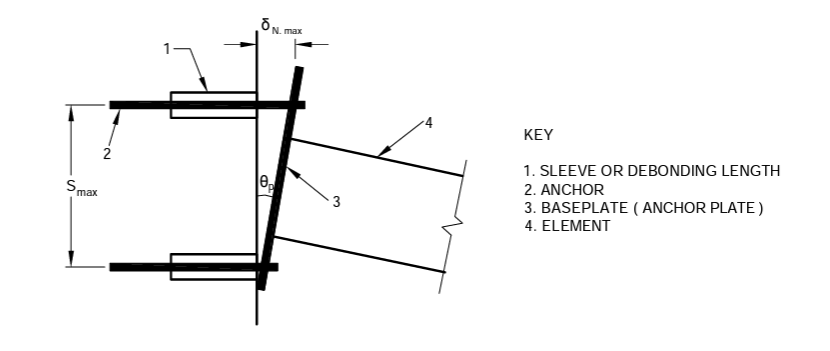 δN. max
1
4
KEY
1. SLEEVE OR DEBONDING LENGTH
2
Smax
θp
3
2. ANCHOR
3. BASEPLATE ( ANCHOR PLATE )
4. ELEMENT